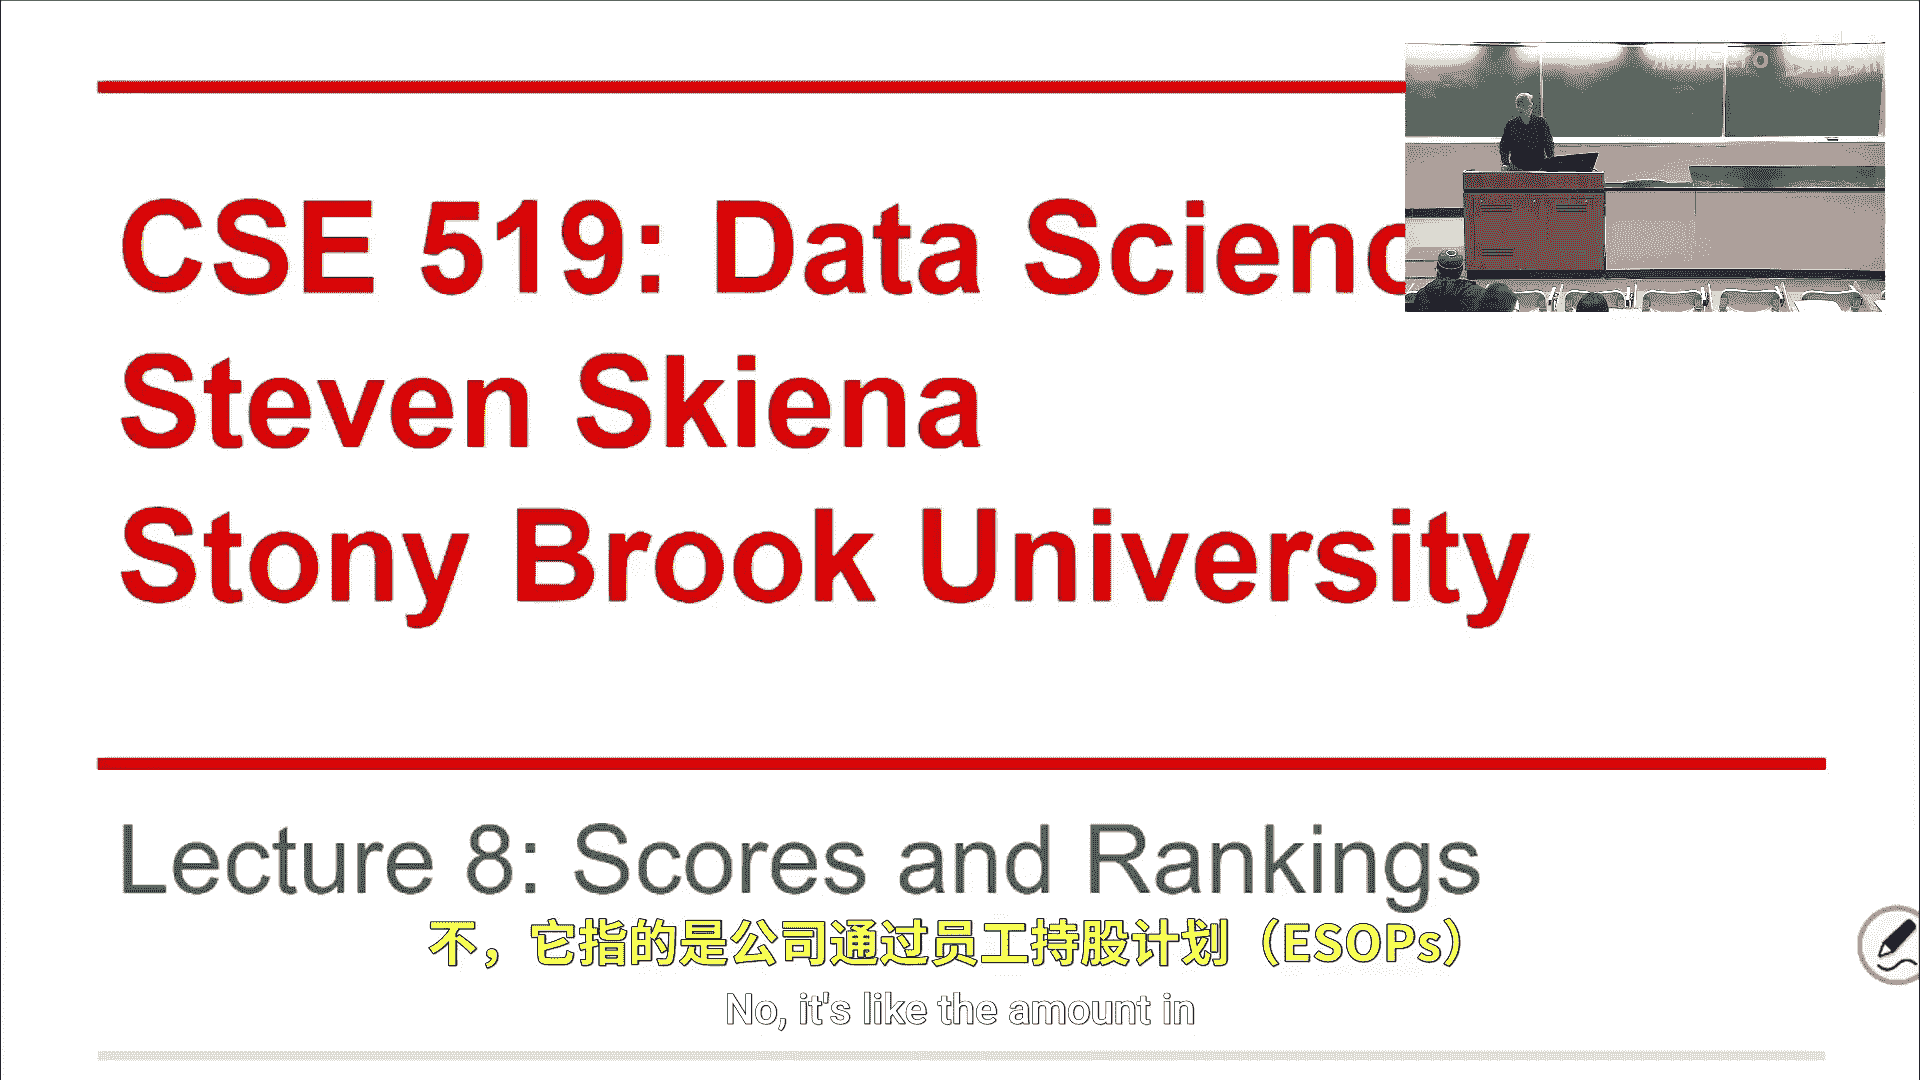 CSE 519: Data Scienc
Steven Skiena
Stony Brook University
Lecture 8: Scores and Rankings
不，它指的是公司通过员工持股计划（ESOPs）
No, it's like the amount in